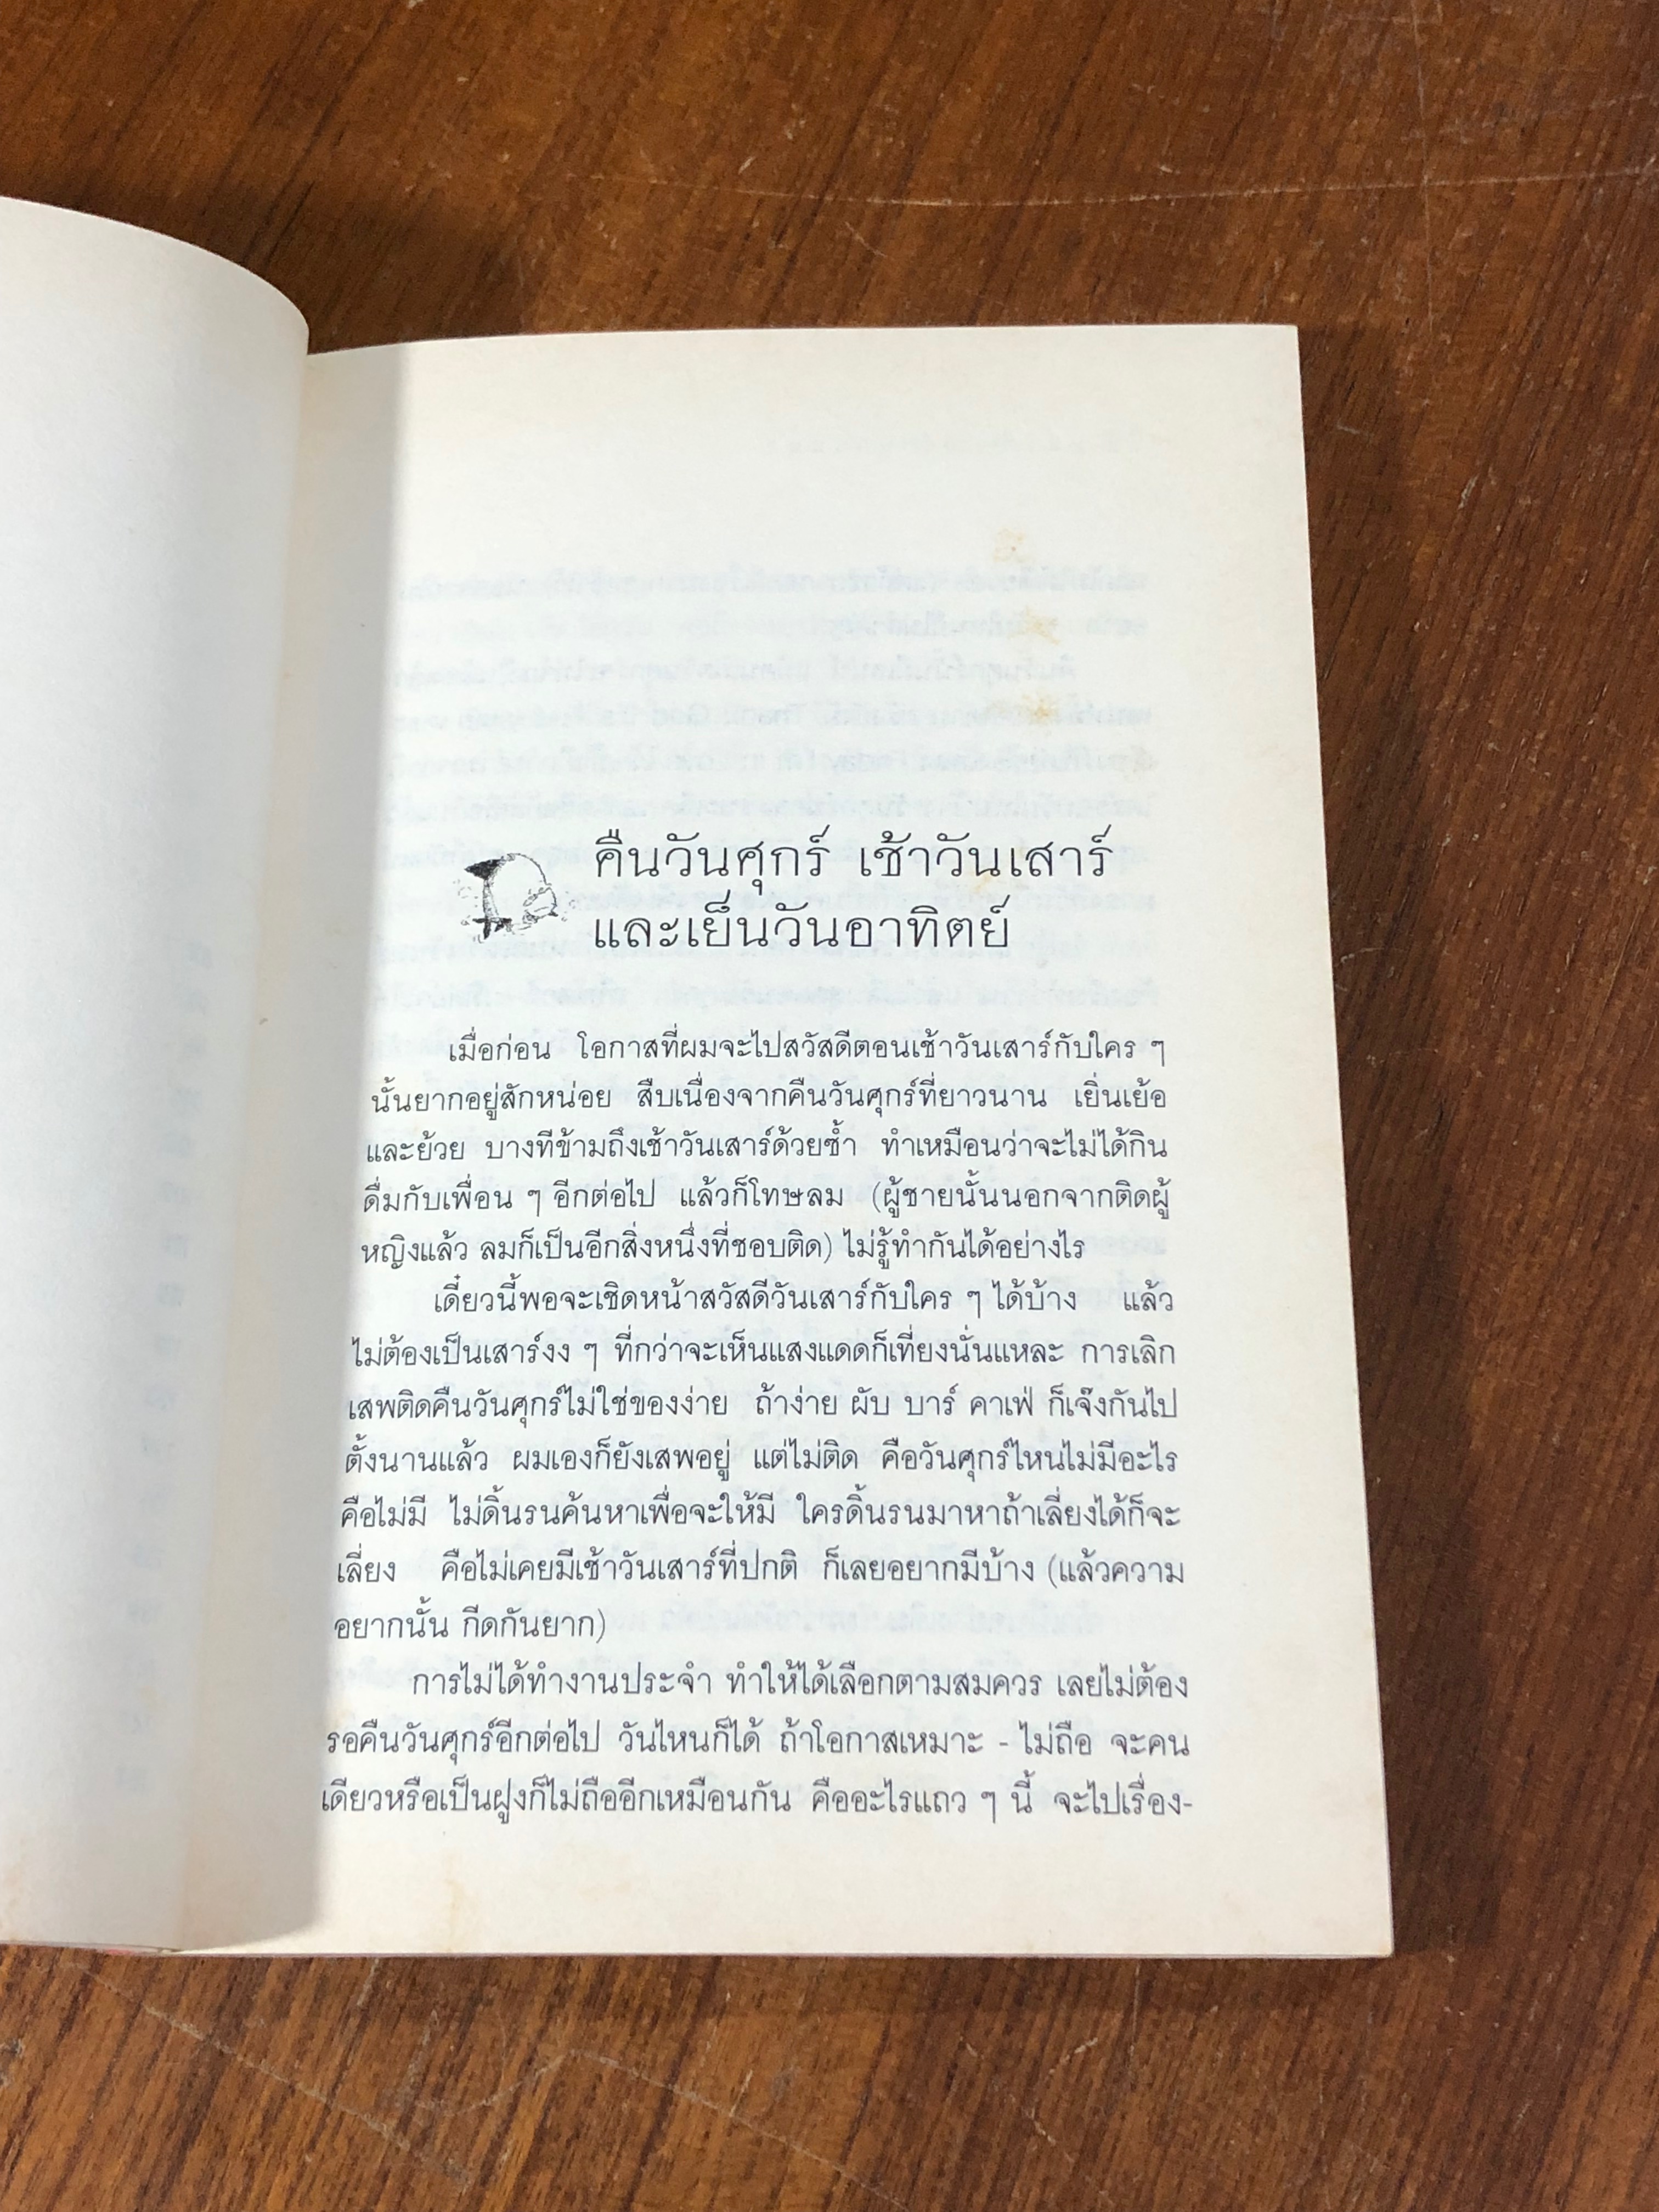 คืนวันศุกร์ เช้าวันเสาร์
และเย็นวันอาทิตย์
เมื่อก่อน โอกาสที่ผมจะไปสวัสดีตอนเช้าวันเสาร์กับใคร ๆ
นั้นยากอยู่สักหน่อย สืบเนื่องจากคืนวันศุกร์ที่ยาวนาน เยิ่นเย้อ
และย้วย บางทีข้ามถึงเช้าวันเสาร์ด้วยซ้ำ ทำเหมือนว่าจะไม่ได้กิน
ดื่มกับเพื่อน ๆ อีกต่อไป แล้วก็โทษลม (ผู้ชายนั้นนอกจากติดผู้
หญิงแล้ว ลมก็เป็นอีกสิ่งหนึ่งที่ชอบติด) ไม่รู้ทำกันได้อย่างไร
เดี๋ยวนี้พอจะเชิดหน้าสวัสดีวันเสาร์กับใคร ๆ ได้บ้าง แล้ว
ไม่ต้องเป็นเสาร์งง ๆ ที่กว่าจะเห็นแสงแดดก็เที่ยงนั่นแหละ การเลิก
เสพติดคืนวันศุกร์ไม่ใช่ของง่าย ถ้าง่าย ผับ บาร์ คาเฟ่ ก็เจ๊งกันไป
ตั้งนานแล้ว ผมเองก็ยังเสพอยู่ แต่ไม่ติด คือวันศุกร์ไหนไม่มีอะไร
คือไม่มี ไม่ดิ้นรนค้นหาเพื่อจะให้มี ใครดิ้นรนมาหาถ้าเลี่ยงได้ก็จะ
เลี่ยง คือไม่เคยมีเช้าวันเสาร์ที่ปกติ ก็เลยอยากมีบ้าง (แล้วความ
อยากนั้น กีดกันยาก)
การไม่ได้ทำงานประจำ ทำให้ได้เลือกตามสมควร เลยไม่ต้อง
รอคืนวันศุกร์อีกต่อไป วันไหนก็ได้ ถ้าโอกาสเหมาะ - ไม่ถือ จะคน
เดียวหรือเป็นฝูงก็ไม่ถืออีกเหมือนกัน คืออะไรแถว ๆ นี้ จะไปเรื่อง-